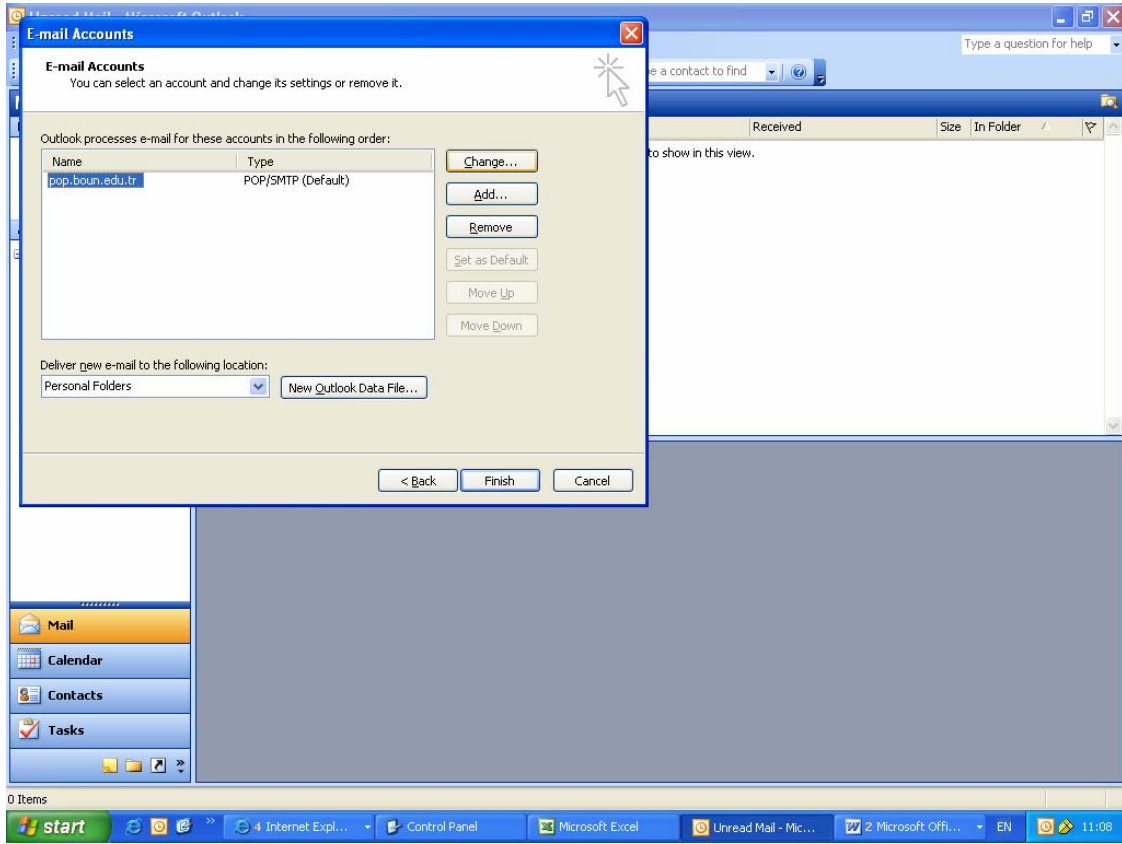 Unread Mail - Microsoft Outlook
E-mail Accounts
Type a question for help
E-mail Accounts
You can select an account and change its settings or remove it.
e a contact to find
Outlook processes e-mail for these accounts in the following order:
Received Size In Folder
Name Type
to show in this view.
pop.boun.edu.tr POP/SMTP (Default)
Change...
Add...
Remove
Set as Default
Move Up
Move Down
Deliver new e-mail to the following location:
Personal Folders
New Outlook Data File...
< Back Finish Cancel
Mail
Calendar
Contacts
Tasks
0 Items
start 4 Internet Expl... Control Panel Microsoft Excel Unread Mail - Mic... 2 Microsoft Offi... EN 11:08